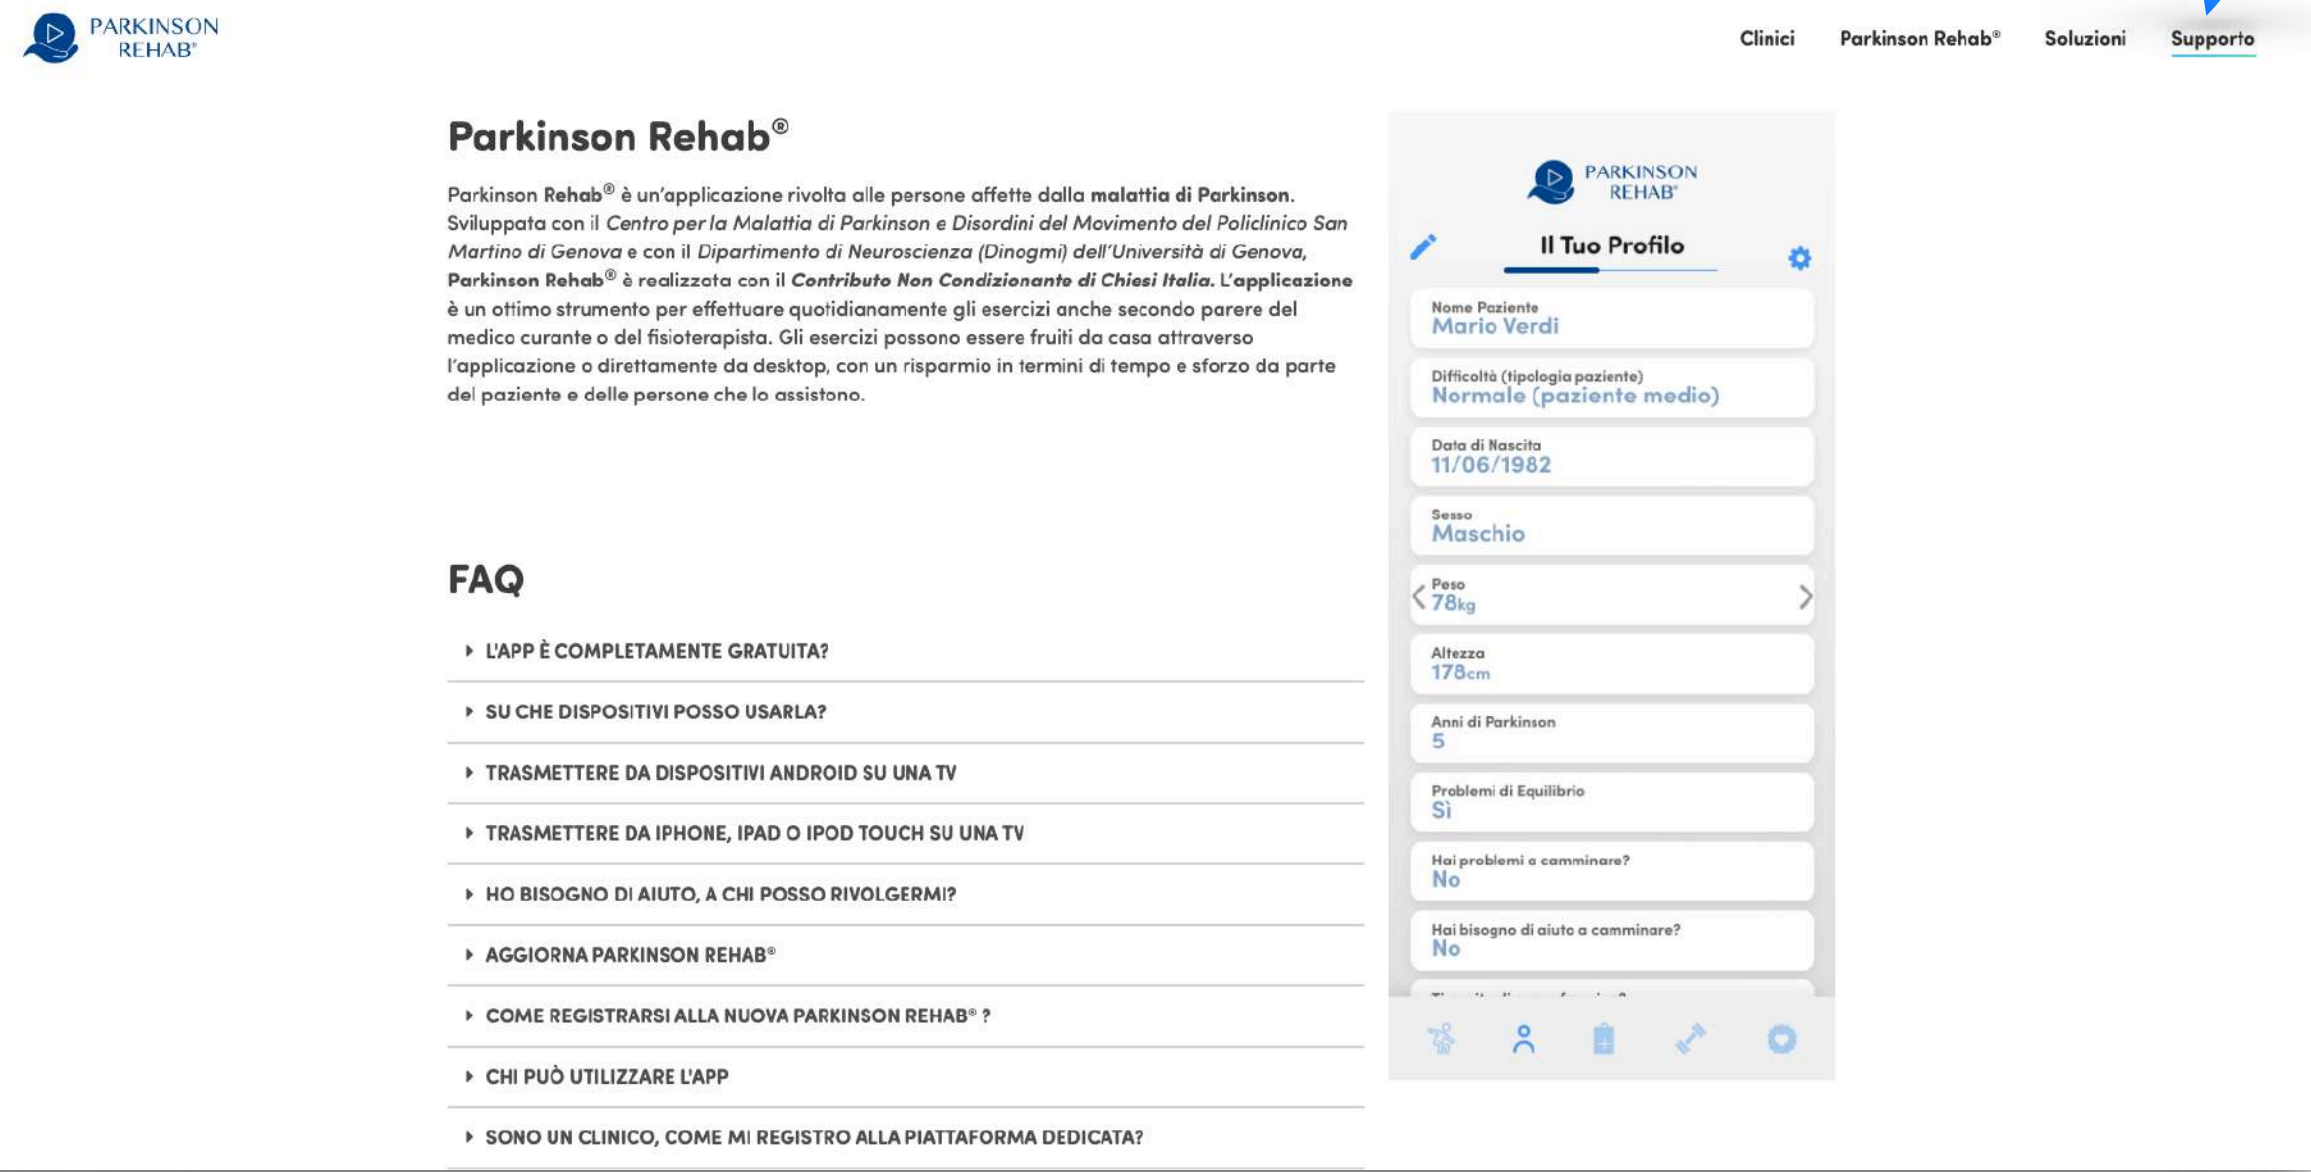 PARKINSON
REHAB®
Clinici
Parkinson Rehab®
Soluzioni
Supporto
Parkinson Rehab®
Parkinson Rehab® è un’applicazione rivolta alle persone affette dalla malattia di Parkinson.
Sviluppata con il Centro per la Malattia di Parkinson e Disordini del Movimento del Policlinico San
Martino di Genova e con il Dipartimento di Neuroscienza (Dinogmi) dell’Università di Genova,
Parkinson Rehab® è realizzata con il Contributo Non Condizionante di Chiesi Italia. L’applicazione
è un ottimo strumento per effettuare quotidianamente gli esercizi anche secondo parere del
medico curante o del fisioterapista. Gli esercizi possono essere fruiti da casa attraverso
l’applicazione o direttamente da desktop, con un risparmio in termini di tempo e sforzo da parte
del paziente e delle persone che lo assistono.
FAQ
L'APP È COMPLETAMENTE GRATUITA?
SU CHE DISPOSITIVI POSSO USARLA?
TRASMETTERE DA DISPOSITIVI ANDROID SU UNA TV
TRASMETTERE DA IPHONE, IPAD O IPOD TOUCH SU UNA TV
HO BISOGNO DI AIUTO, A CHI POSSO RIVOLGERMI?
AGGIORNA PARKINSON REHAB®
COME REGISTRARSI ALLA NUOVA PARKINSON REHAB® ?
CHI PUÒ UTILIZZARE L'APP
SONO UN CLINICO, COME MI REGISTRO ALLA PIATTAFORMA DEDICATA?
PARKINSON
REHAB®
Il Tuo Profilo
Nome Paziente
Mario Verdi
Difficoltà (tipologia paziente)
Normale (paziente medio)
Data di Nascita
11/06/1982
Sesso
Maschio
Peso
78kg
Altezza
178cm
Anni di Parkinson
5
Problemi di Equilibrio
Sì
Hai problemi a camminare?
No
Hai bisogno di aiuto a camminare?
No